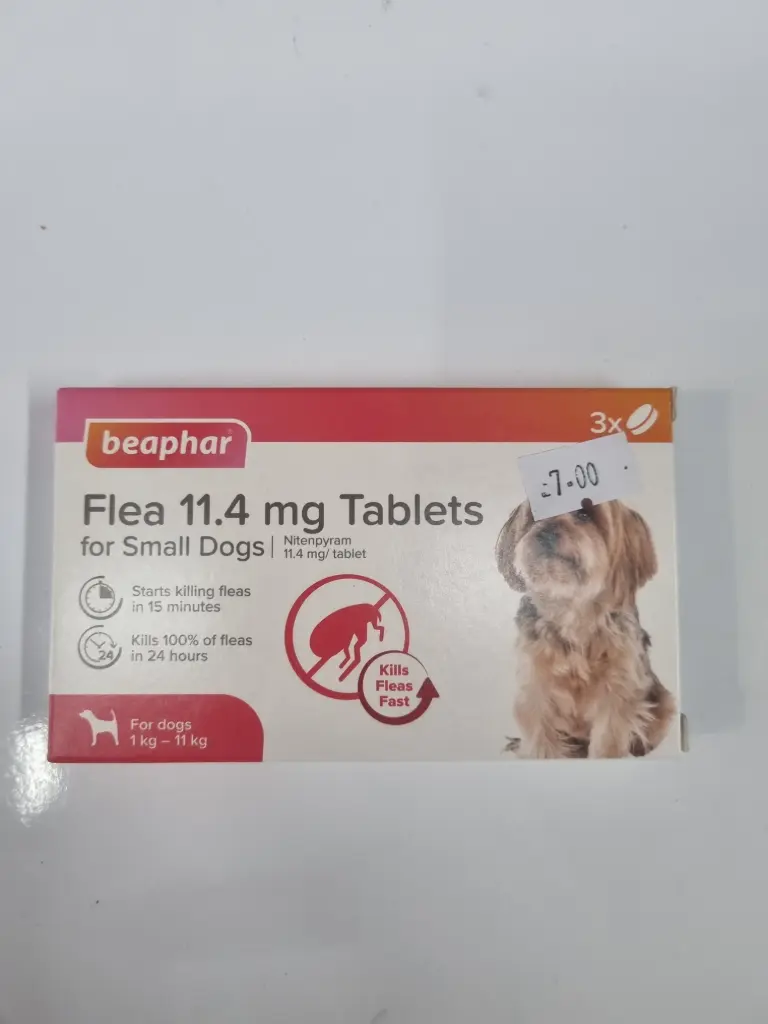 beaphar
3x
£7.00
Flea 11.4 mg Tablets
for Small Dogs | Nitenpyram
11.4 mg/ tablet
Starts killing fleas
in 15 minutes
Kills 100% of fleas
24 in 24 hours
Kills
Fleas
Fast
For dogs
1 kg – 11 kg